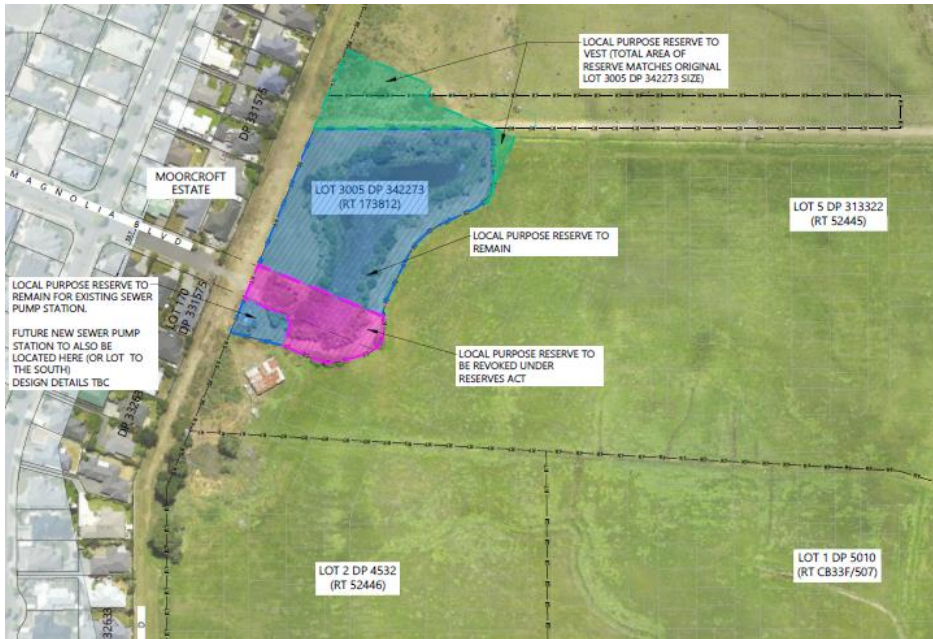 LOCAL PURPOSE RESERVE TO
VEST (TOTAL AREA OF
RESERVE MATCHES ORIGINAL
LOT 3005 DP 342273 SIZE)
DP 331575
MOORCROFT
ESTATE
MAGNOLIA BLVD
LOT 3005 DP 342273
(RT 173812)
LOT 5 DP 313322
(RT 52445)
LOCAL PURPOSE RESERVE TO
REMAIN
LOCAL PURPOSE RESERVE TO
REMAIN FOR EXISTING SEWER
PUMP STATION.
FUTURE NEW SEWER PUMP
STATION TO ALSO BE
LOCATED HERE (OR LOT TO
THE SOUTH)
DESIGN DETAILS TBC
LOT 170
DP 331575
LOCAL PURPOSE RESERVE TO
BE REVOKED UNDER
RESERVES ACT
LOT 2 DP 4532
(RT 52446)
LOT 1 DP 5010
(RT CB33F/507)